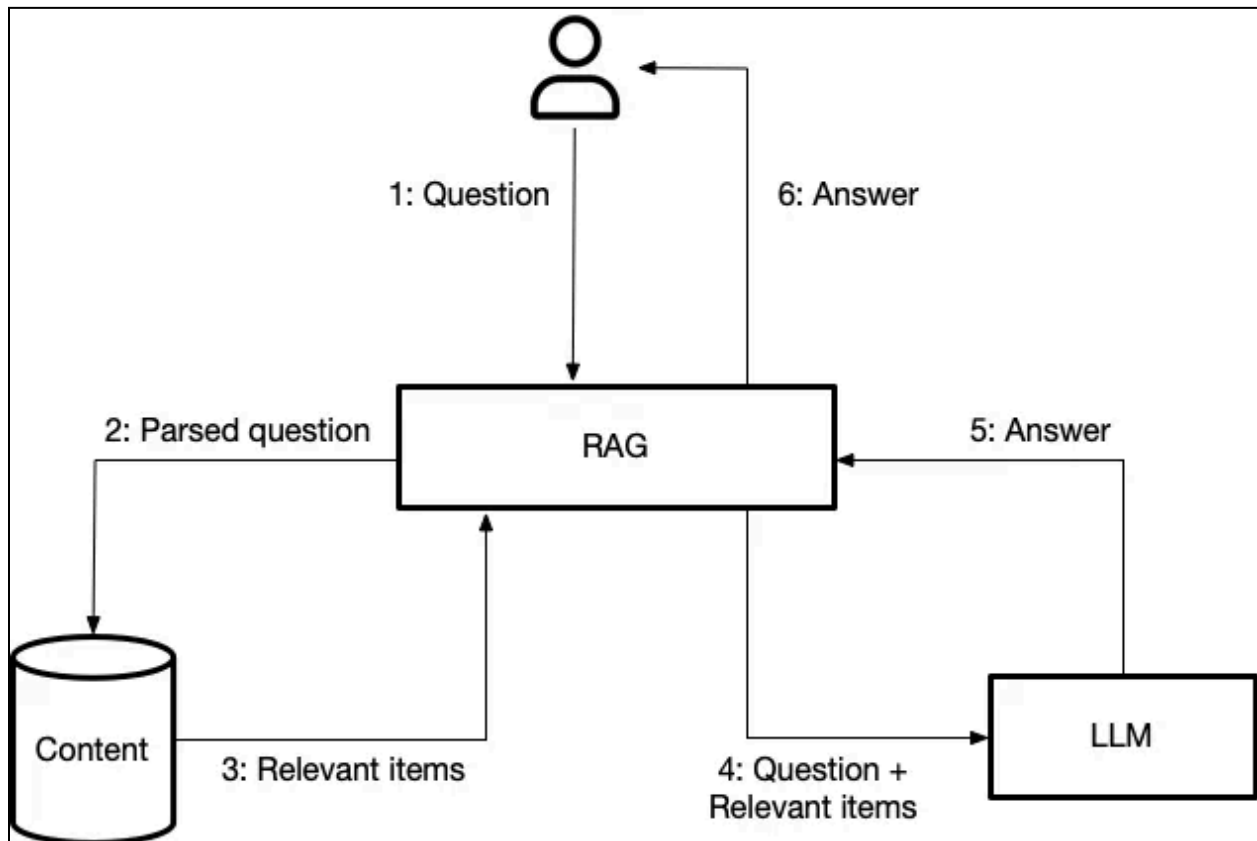 1: Question
6: Answer
2: Parsed question
RAG
5: Answer
Content
3: Relevant items
4: Question +
Relevant items
LLM